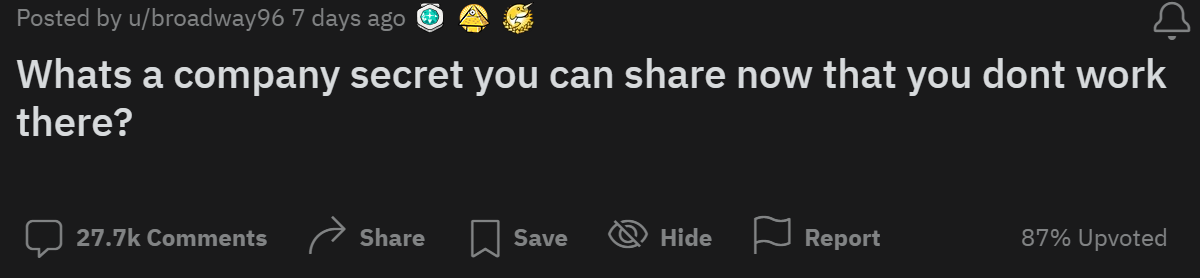 Posted by u/broadway96 7 days ago
Whats a company secret you can share now that you dont work
there?
27.7k Comments Share Save Hide Report 87% Upvoted